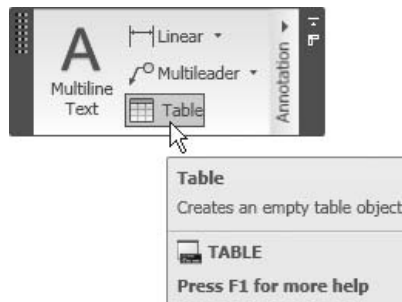 A
Multiline
Text
Linear
Multileader
Table
Annotation
Table
Creates an empty table object
TABLE
Press F1 for more help